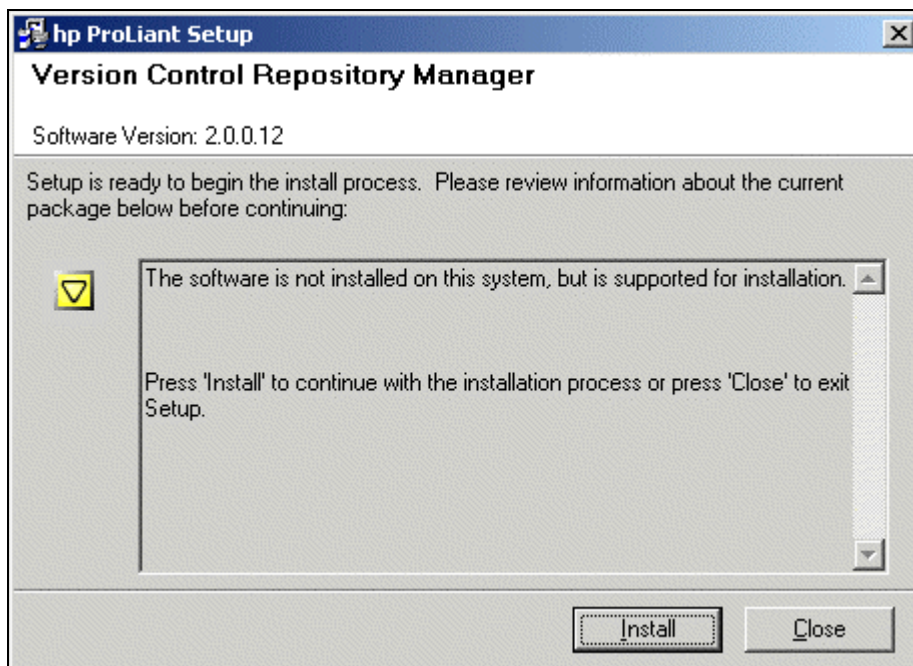 hp ProLiant Setup
Version Control Repository Manager
Software Version: 2.0.0.12
Setup is ready to begin the install process.  Please review information about the current
package below before continuing:
The software is not installed on this system, but is supported for installation.
Press 'Install' to continue with the installation process or press 'Close' to exit
Setup.
Install
Close